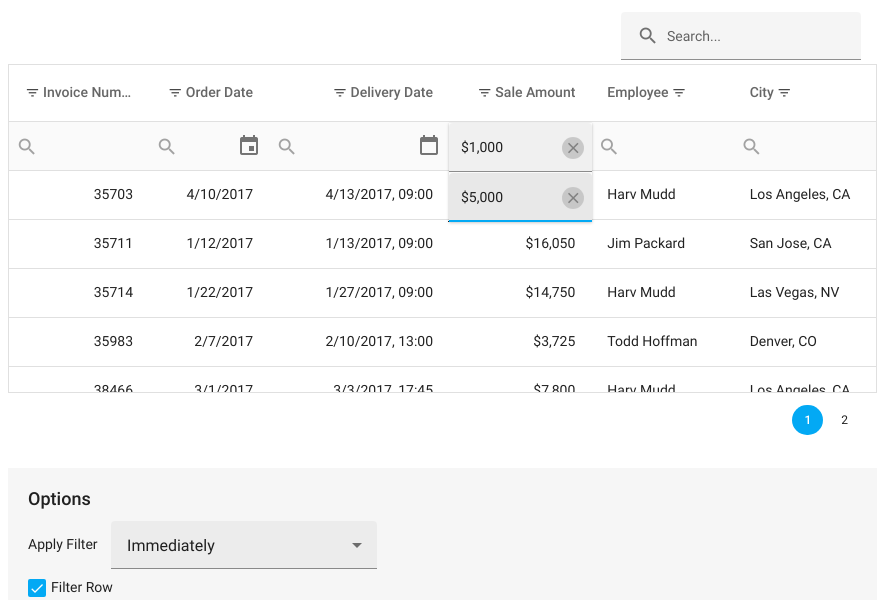 Search...
Invoice Num... Order Date Delivery Date Sale Amount Employee City
$1,000
35703 4/10/2017 4/13/2017, 09:00 $5,000 Harv Mudd Los Angeles, CA
35711 1/12/2017 1/13/2017, 09:00 $16,050 Jim Packard San Jose, CA
35714 1/22/2017 1/27/2017, 09:00 $14,750 Harv Mudd Las Vegas, NV
35983 2/7/2017 2/10/2017, 13:00 $3,725 Todd Hoffman Denver, CO
38466 3/1/2017 3/3/2017, 17:45 $7,800 Harv Mudd Los Angeles, CA
1 2
Options
Apply Filter Immediately
Filter Row